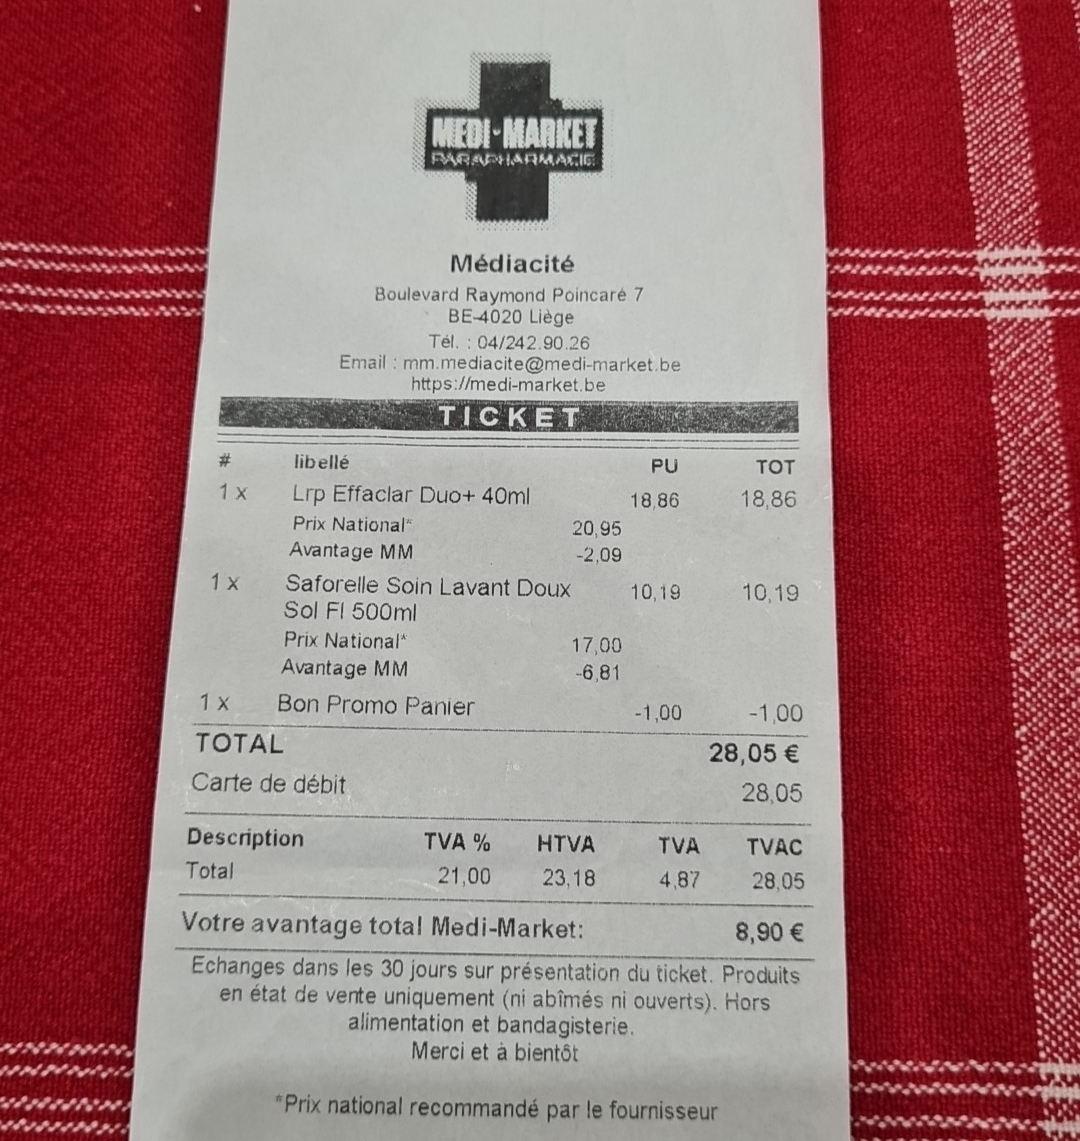 MEDI-MARKET
PARAPHARMACIE
Médiacité
Boulevard Raymond Poincaré 7
BE-4020 Liège
Tél. : 04/242.90.26
Email : mm.mediacite@medi-market.be
https://medi-market.be
TICKET
# libellé PU TOT
1 x Lrp Effaclar Duo+ 40ml 18,86 18,86
Prix National* 20,95
Avantage MM -2,09
1 x Saforelle Soin Lavant Doux 10,19 10,19
Sol Fl 500ml
Prix National* 17,00
Avantage MM -6,81
1 x Bon Promo Panier -1,00 -1,00
TOTAL 28,05 €
Carte de débit 28,05
Description TVA % HTVA TVA TVAC
Total 21,00 23,18 4,87 28,05
Votre avantage total Medi-Market: 8,90 €
Echanges dans les 30 jours sur présentation du ticket. Produits
en état de vente uniquement (ni abîmés ni ouverts). Hors
alimentation et bandagisterie.
Merci et à bientôt
*Prix national recommandé par le fournisseur